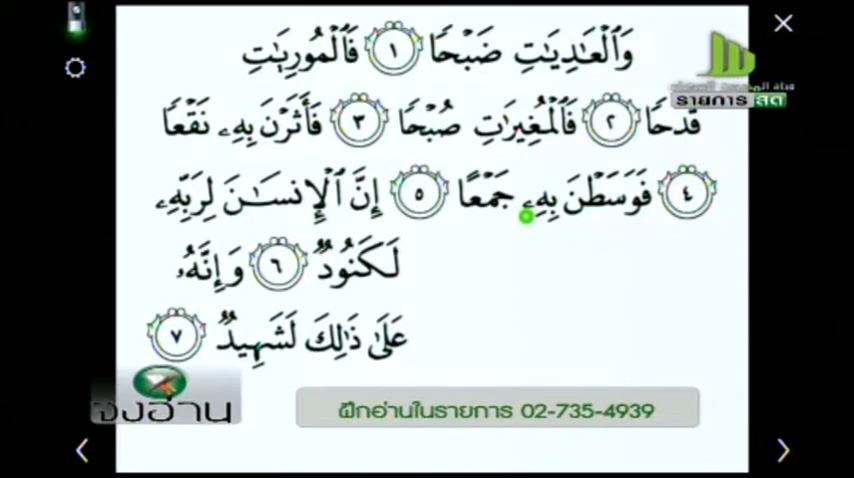 وَٱلْعَـٰدِيَـٰتِ ضَبْحًا ١ فَٱلْمُورِيَـٰتِ
قَدْحًا ٢ فَٱلْمُغِيرَٰتِ صُبْحًا ٣ فَأَثَرْنَ بِهِۦ نَقْعًا
٤ فَوَسَطْنَ بِهِۦ جَمْعًا ٥ إِنَّ ٱلْإِنسَـٰنَ لِرَبِّهِۦ
لَكَنُودٌ ٦ وَإِنَّهُۥ
عَلَىٰ ذَٰلِكَ لَشَهِيدٌ ٧
รายการ สด
จงอ่าน
ฝึกอ่านในรายการ 02-735-4939